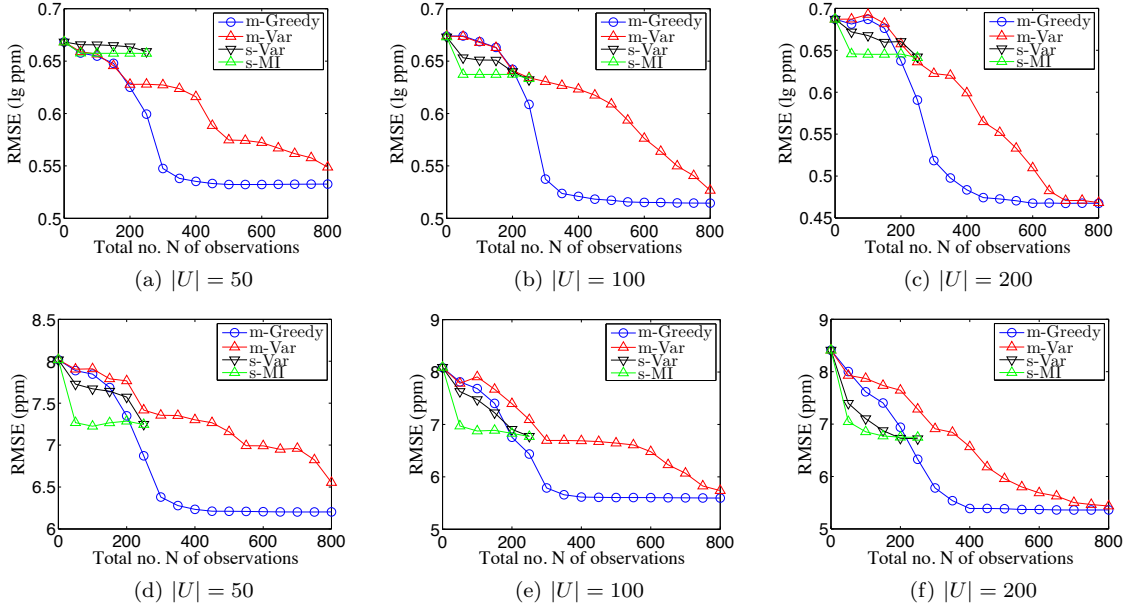 0.7
0.65
0.6
0.55
0.5
RMSE (lg ppm)
m-Greedy
m-Var
s-Var
s-MI
0 200 400 600 800
Total no. N of observations
(a) |U| = 50
0.7
0.65
0.6
0.55
0.5
RMSE (lg ppm)
m-Greedy
m-Var
s-Var
s-MI
0 200 400 600 800
Total no. N of observations
(b) |U| = 100
0.7
0.65
0.6
0.55
0.5
0.45
RMSE (lg ppm)
m-Greedy
m-Var
s-Var
s-MI
0 200 400 600 800
Total no. N of observations
(c) |U| = 200
8.5
8
7.5
7
6.5
6
RMSE (ppm)
m-Greedy
m-Var
s-Var
s-MI
0 200 400 600 800
Total no. N of observations
(d) |U| = 50
9
8
7
6
5
RMSE (ppm)
m-Greedy
m-Var
s-Var
s-MI
0 200 400 600 800
Total no. N of observations
(e) |U| = 100
9
8
7
6
5
RMSE (ppm)
m-Greedy
m-Var
s-Var
s-MI
0 200 400 600 800
Total no. N of observations
(f) |U| = 200